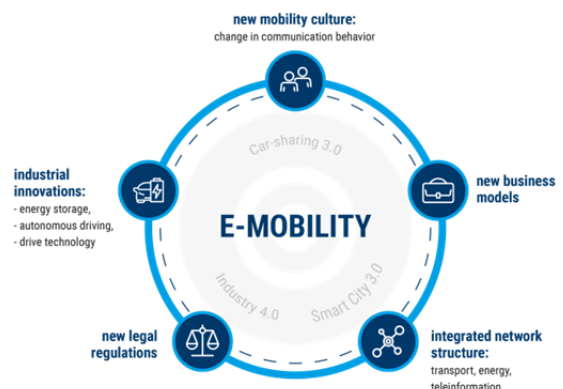 new mobility culture:
change in communication behavior
Car-sharing 3.0
industrial
innovations:
- energy storage,
- autonomous driving,
- drive technology
new business
models
E-MOBILITY
Industry 4.0
Smart City 3.0
new legal
regulations
integrated network
structure:
transport, energy,
teleinformation